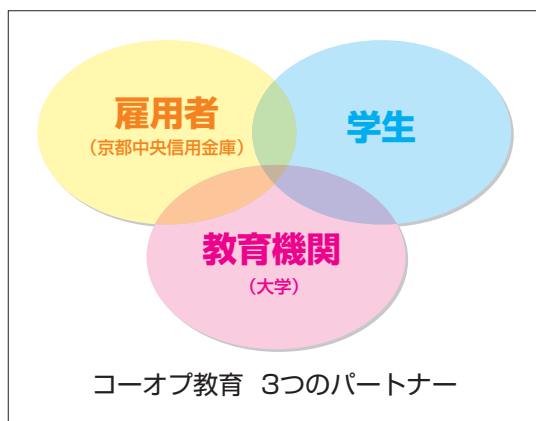 雇用者
（京都中央信用金庫）
学生
教育機関
（大学）
コーオプ教育 3つのパートナー